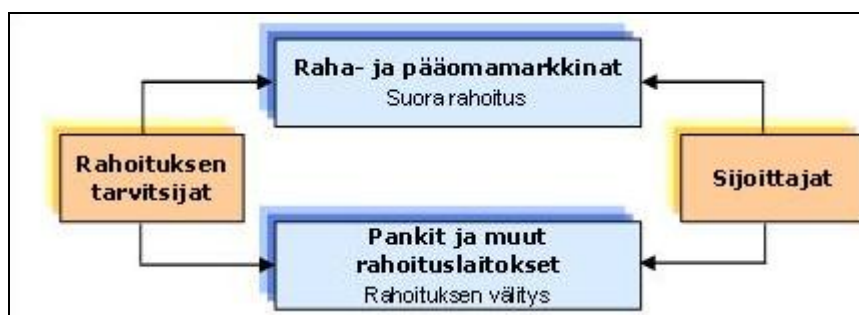 Raha- ja pääomamarkkinat
Suora rahoitus
Rahoituksen
tarvitsijat
Sijoittajat
Pankit ja muut
rahoituslaitokset
Rahoituksen välitys